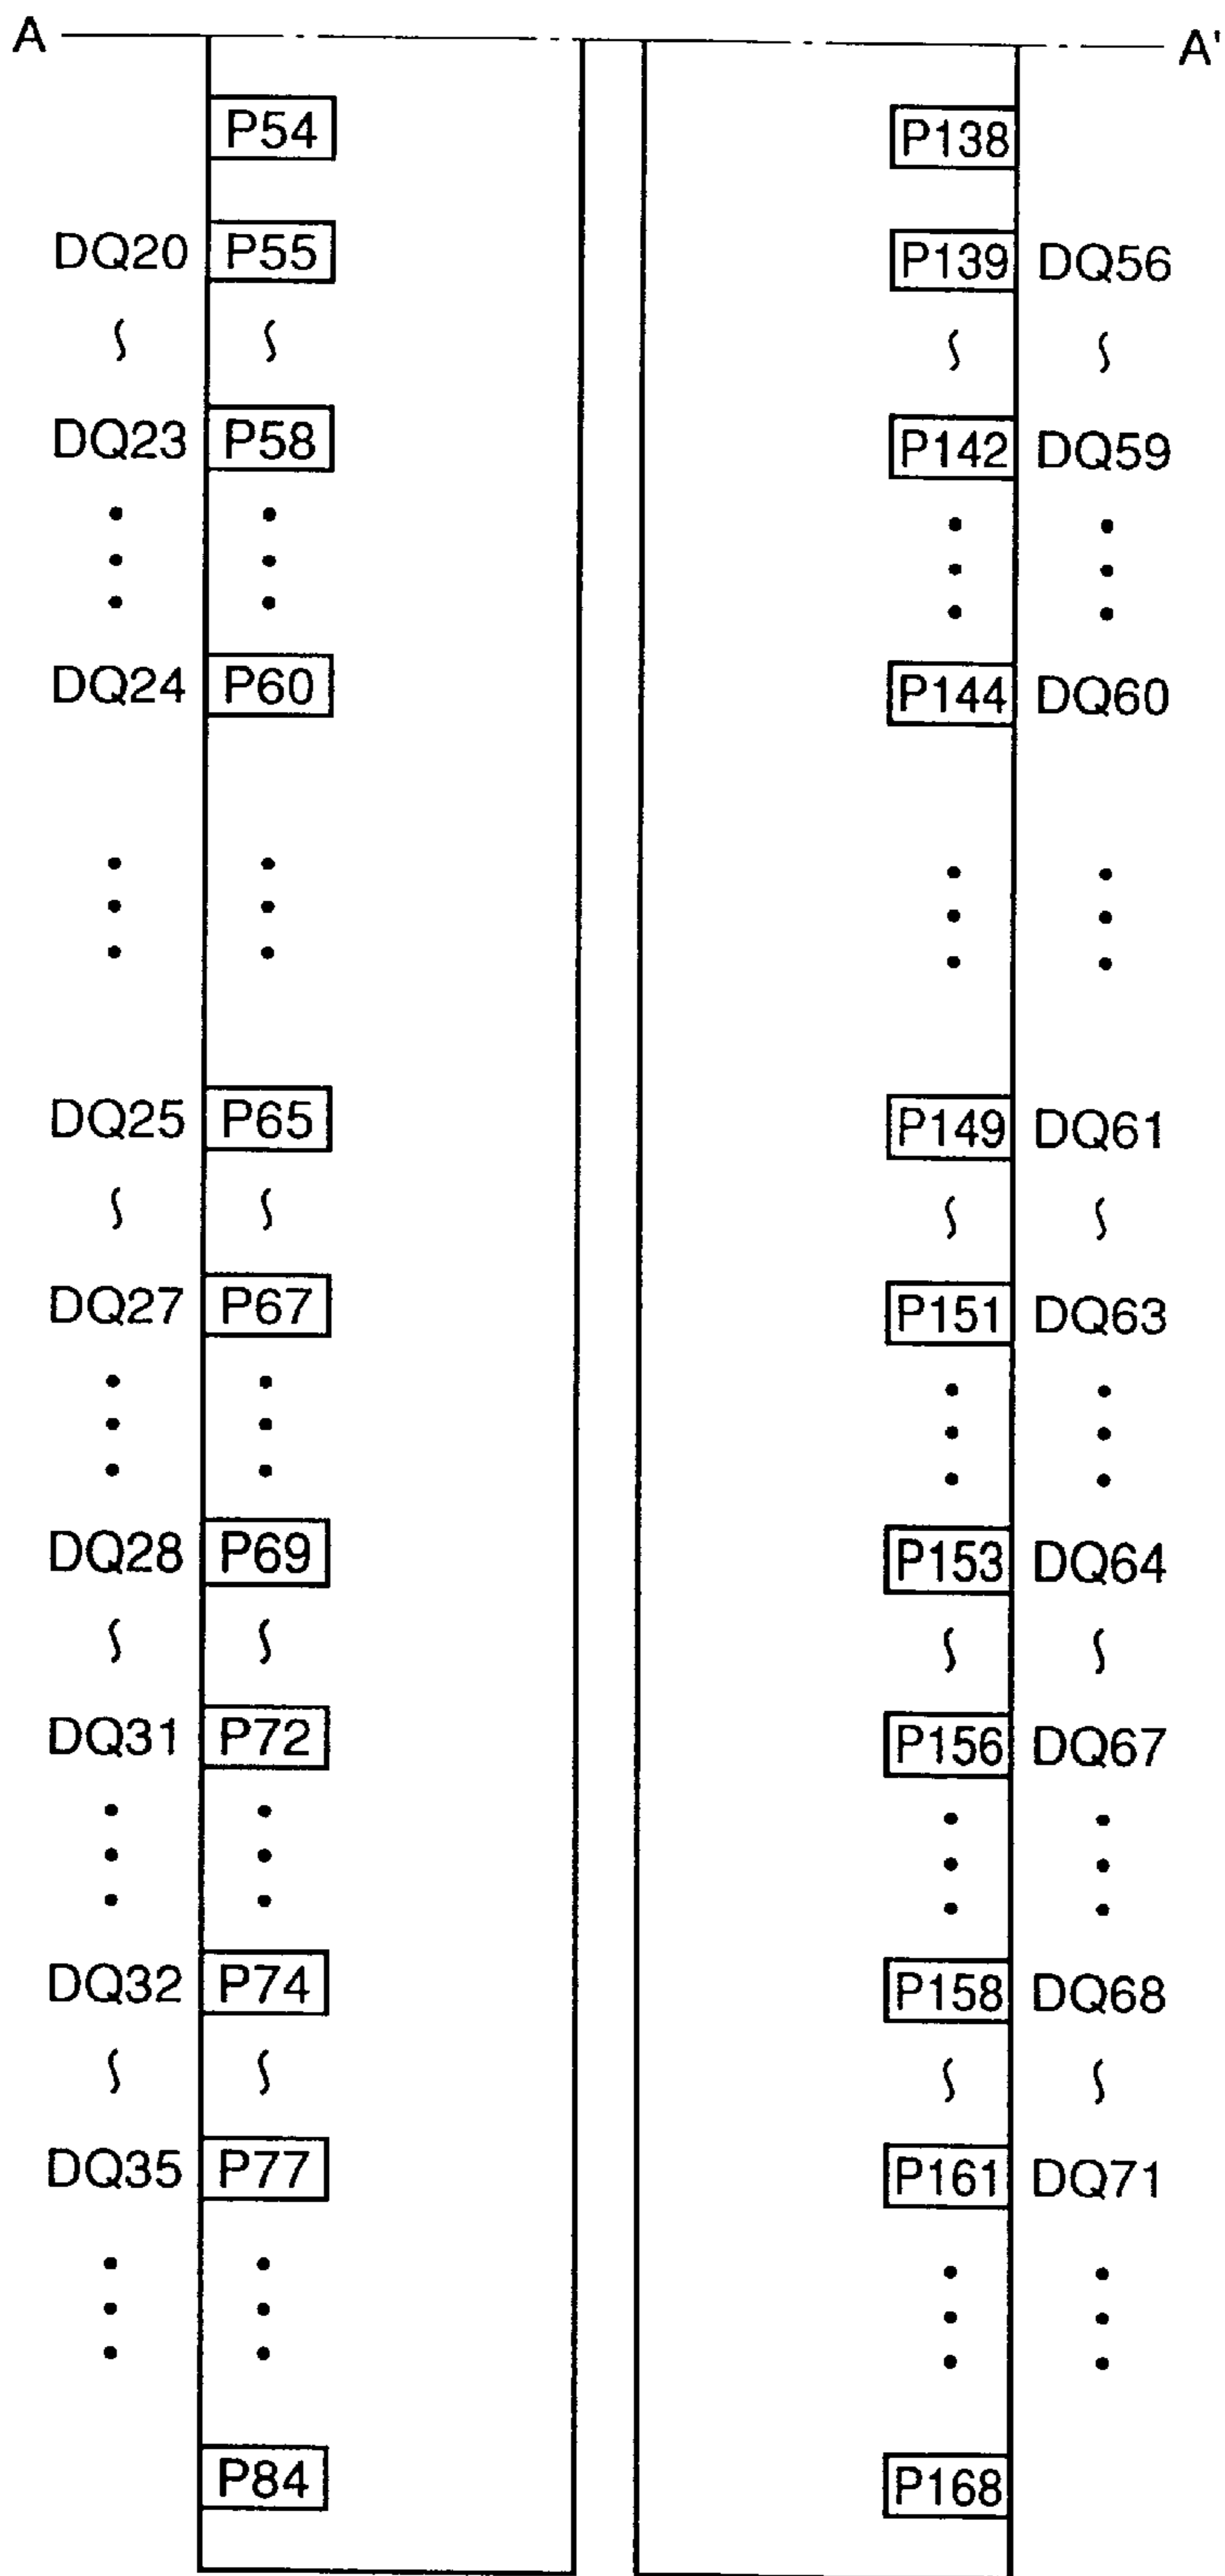 A A'
P54 P138
DQ20 P55 P139 DQ56
DQ23 P58 P142 DQ59
DQ24 P60 P144 DQ60
DQ25 P65 P149 DQ61
DQ27 P67 P151 DQ63
DQ28 P69 P153 DQ64
DQ31 P72 P156 DQ67
DQ32 P74 P158 DQ68
DQ35 P77 P161 DQ71
P84 P168